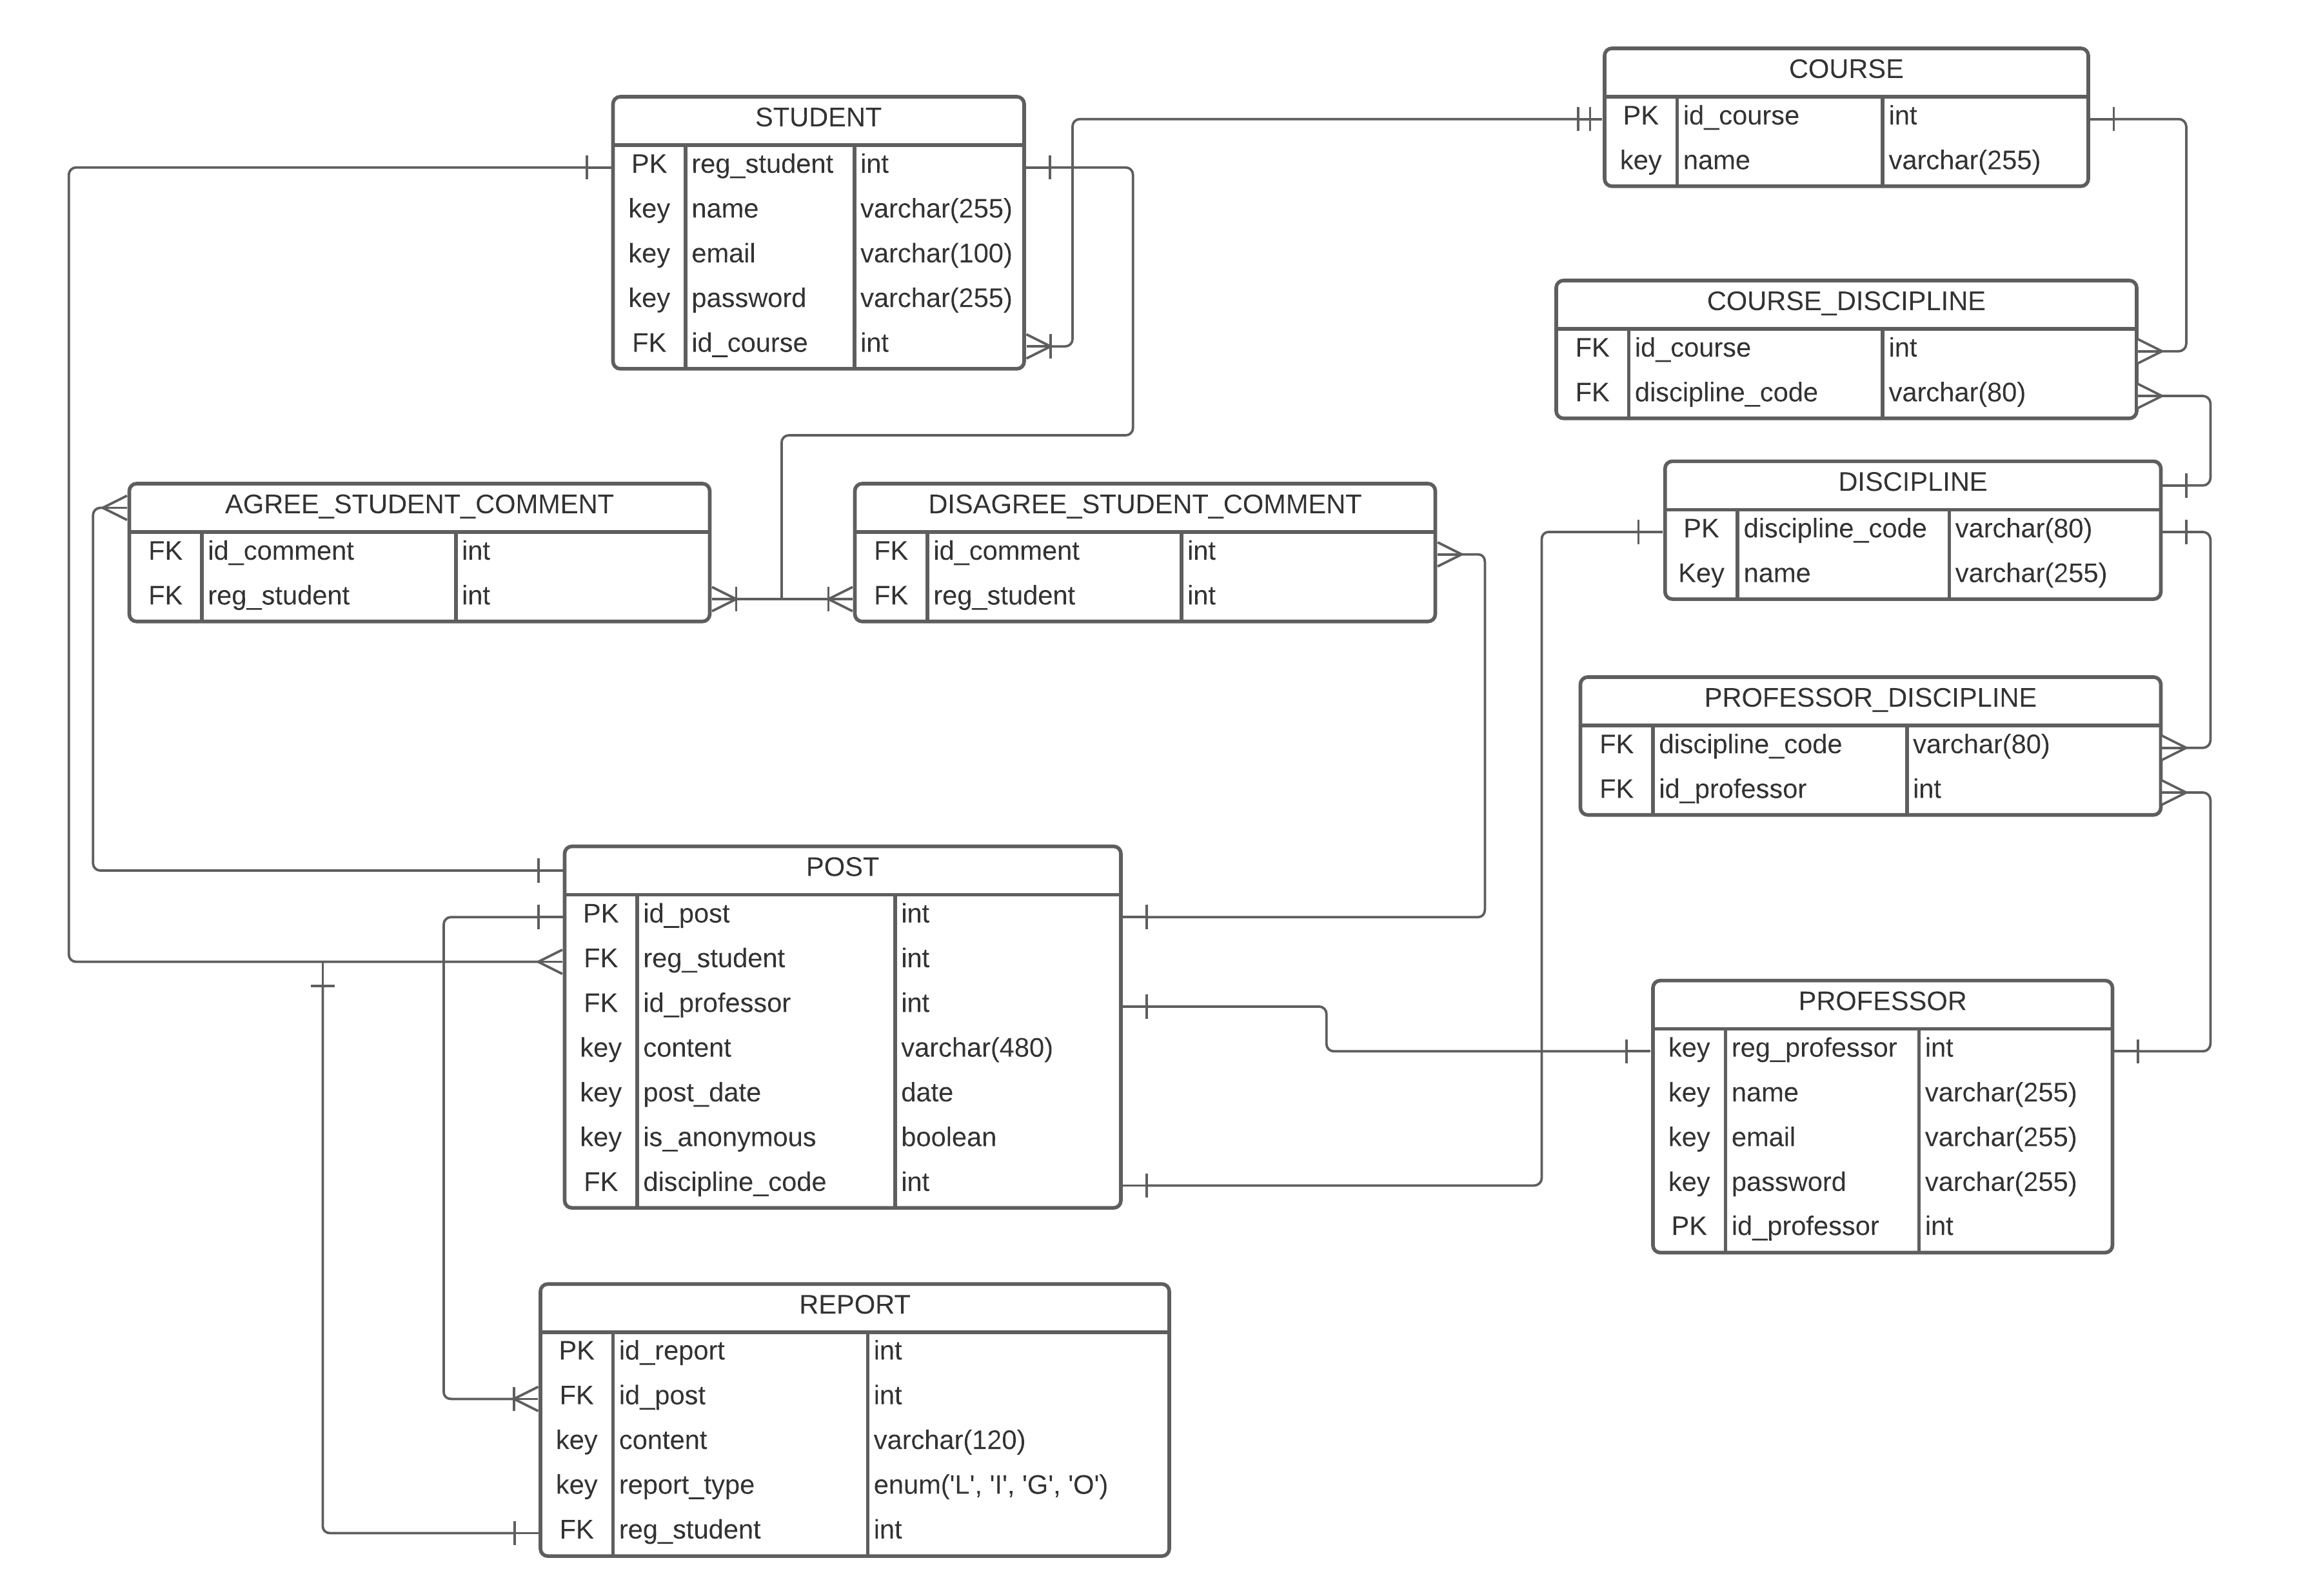 STUDENT
PK reg_student int
key name varchar(255)
key email varchar(100)
key password varchar(255)
FK id_course int
COURSE
PK id_course int
key name varchar(255)
COURSE_DISCIPLINE
FK id_course int
FK discipline_code varchar(80)
AGREE_STUDENT_COMMENT
FK id_comment int
FK reg_student int
DISAGREE_STUDENT_COMMENT
FK id_comment int
FK reg_student int
DISCIPLINE
PK discipline_code varchar(80)
Key name varchar(255)
PROFESSOR_DISCIPLINE
FK discipline_code varchar(80)
FK id_professor int
POST
PK id_post int
FK reg_student int
FK id_professor int
key content varchar(480)
key post_date date
key is_anonymous boolean
FK discipline_code int
PROFESSOR
key reg_professor int
key name varchar(255)
key email varchar(255)
key password varchar(255)
PK id_professor int
REPORT
PK id_report int
FK id_post int
key content varchar(120)
key report_type enum('L', 'I', 'G', 'O')
FK reg_student int